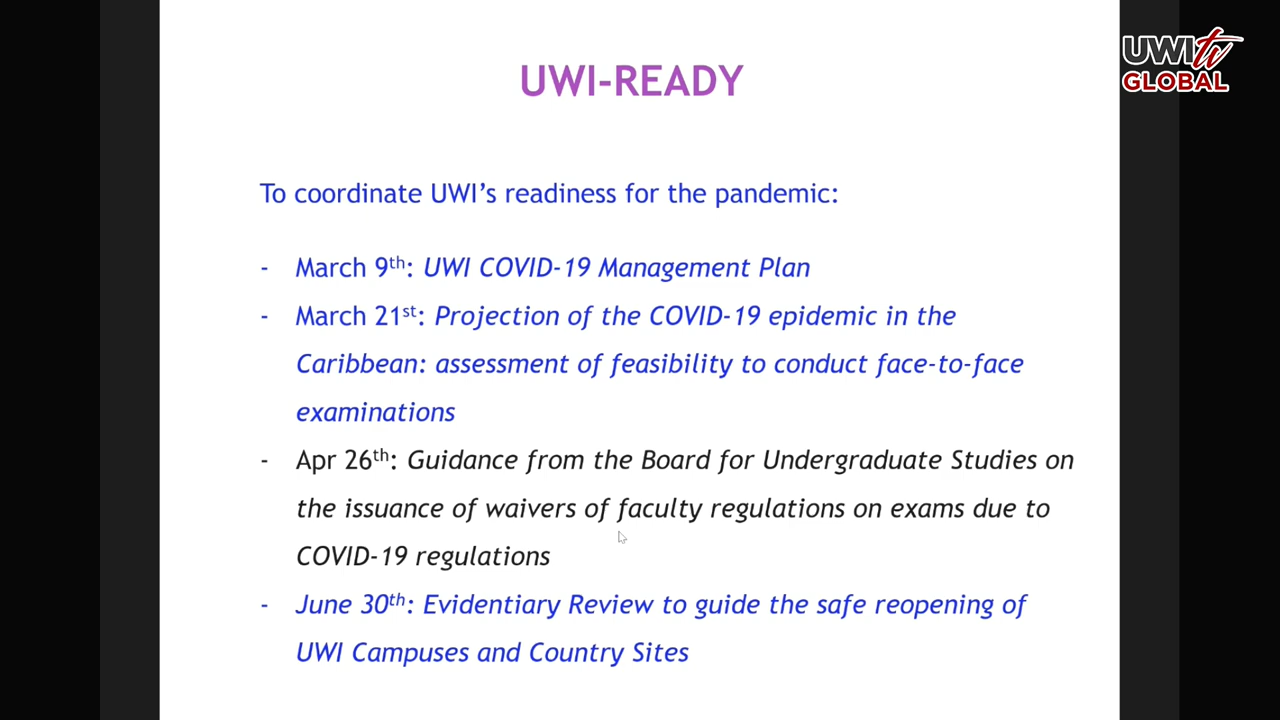 UWI tv
GLOBAL
UWI-READY
To coordinate UWI’s readiness for the pandemic:
- March 9th: UWI COVID-19 Management Plan
- March 21st: Projection of the COVID-19 epidemic in the
Caribbean: assessment of feasibility to conduct face-to-face
examinations
- Apr 26th: Guidance from the Board for Undergraduate Studies on
the issuance of waivers of faculty regulations on exams due to
COVID-19 regulations
- June 30th: Evidentiary Review to guide the safe reopening of
UWI Campuses and Country Sites